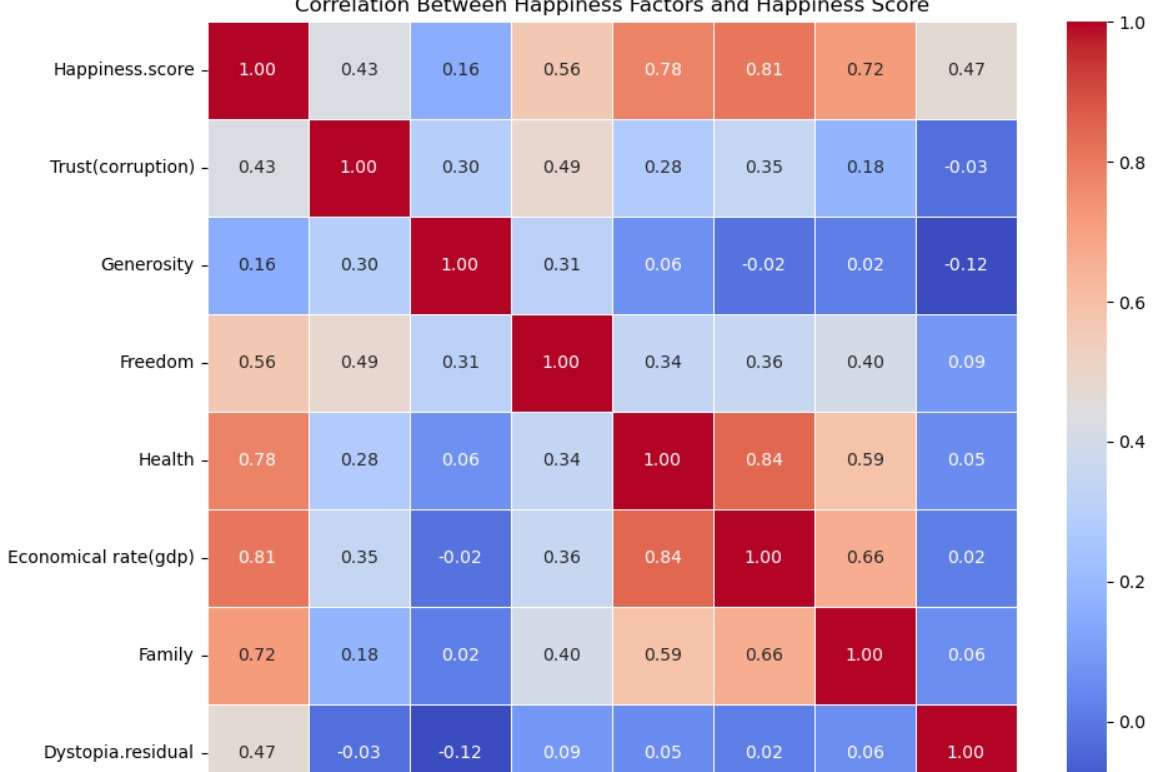 Correlation Between Happiness Factors and Happiness Score
Happiness.score 1.00 0.43 0.16 0.56 0.78 0.81 0.72 0.47
Trust(corruption) 0.43 1.00 0.30 0.49 0.28 0.35 0.18 -0.03
Generosity 0.16 0.30 1.00 0.31 0.06 -0.02 0.02 -0.12
Freedom 0.56 0.49 0.31 1.00 0.34 0.36 0.40 0.09
Health 0.78 0.28 0.06 0.34 1.00 0.84 0.59 0.05
Economical rate(gdp) 0.81 0.35 -0.02 0.36 0.84 1.00 0.66 0.02
Family 0.72 0.18 0.02 0.40 0.59 0.66 1.00 0.06
Dystopia.residual 0.47 -0.03 -0.12 0.09 0.05 0.02 0.06 1.00
1.0
0.8
0.6
0.4
0.2
0.0